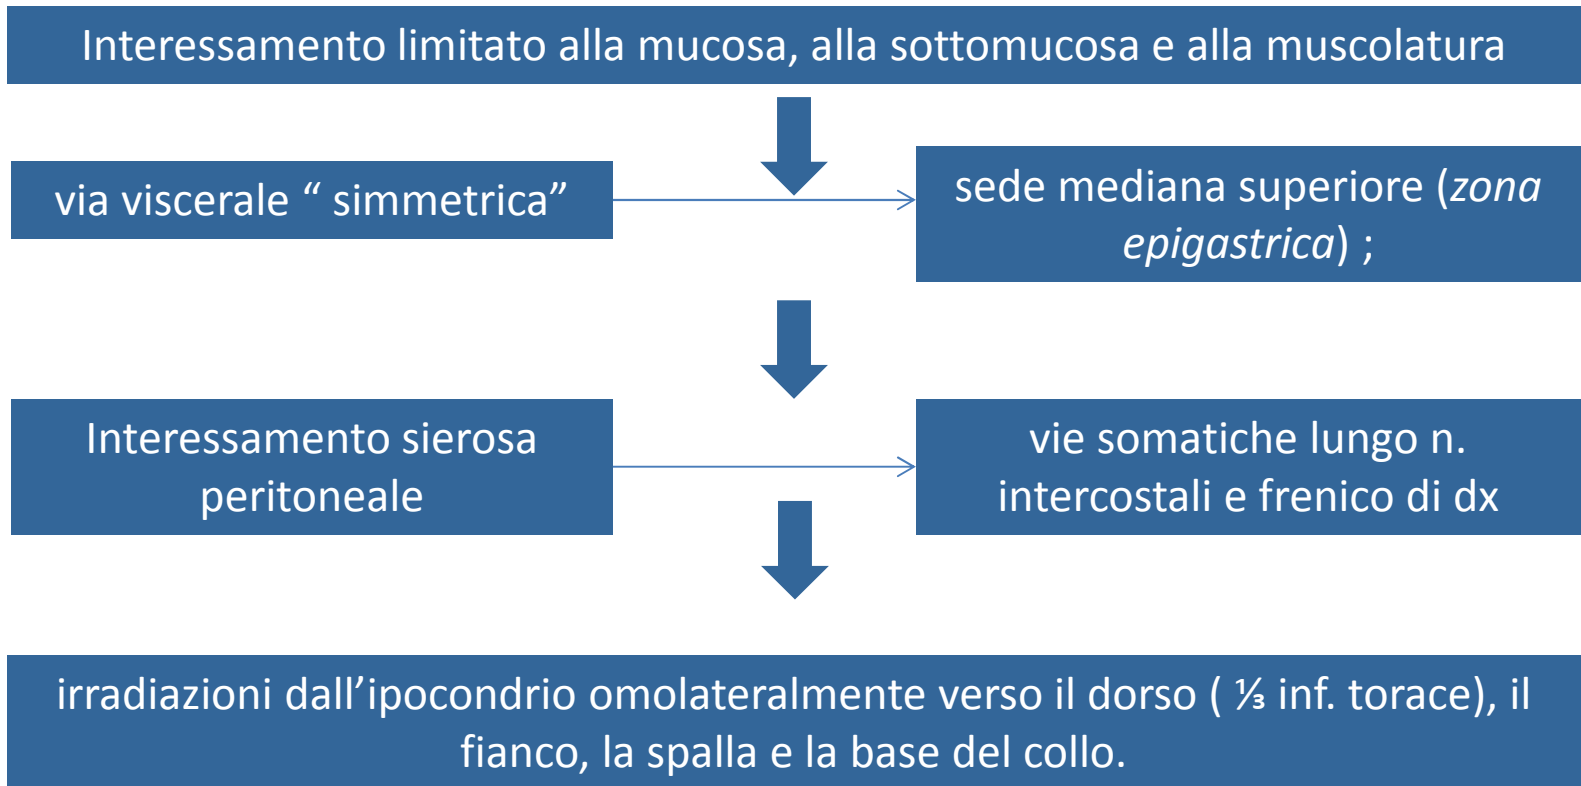 Interessamento limitato alla mucosa, alla sottomucosa e alla muscolatura
via viscerale “ simmetrica”
sede mediana superiore (zona
epigastrica) ;
Interessamento sierosa
peritoneale
vie somatiche lungo n.
intercostali e frenico di dx
irradiazioni dall’ipocondrio omolateralmente verso il dorso ( ⅓ inf. torace), il
fianco, la spalla e la base del collo.